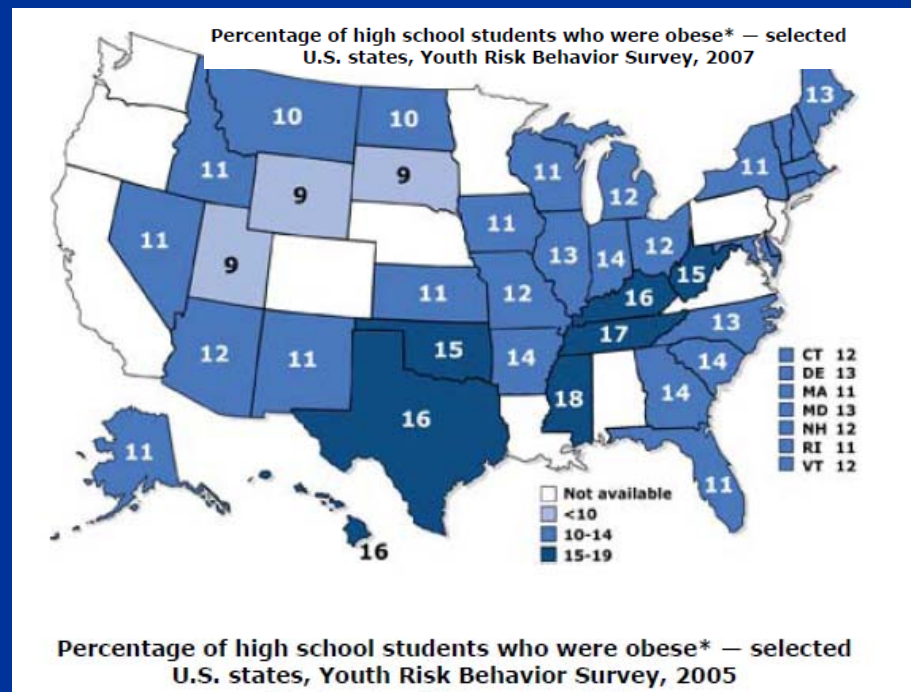 Percentage of high school students who were obese* — selected
U.S. states, Youth Risk Behavior Survey, 2007
13
10
10
11
9
9
11
12
11
11
11
9
13
14
12
15
11
12
16
13
17
12
11
15
14
14
18
14
16
CT 12
DE 13
MA 11
MD 13
NH 12
RI 11
VT 12
11
11
16
Not available
<10
10-14
15-19
Percentage of high school students who were obese* — selected
U.S. states, Youth Risk Behavior Survey, 2005